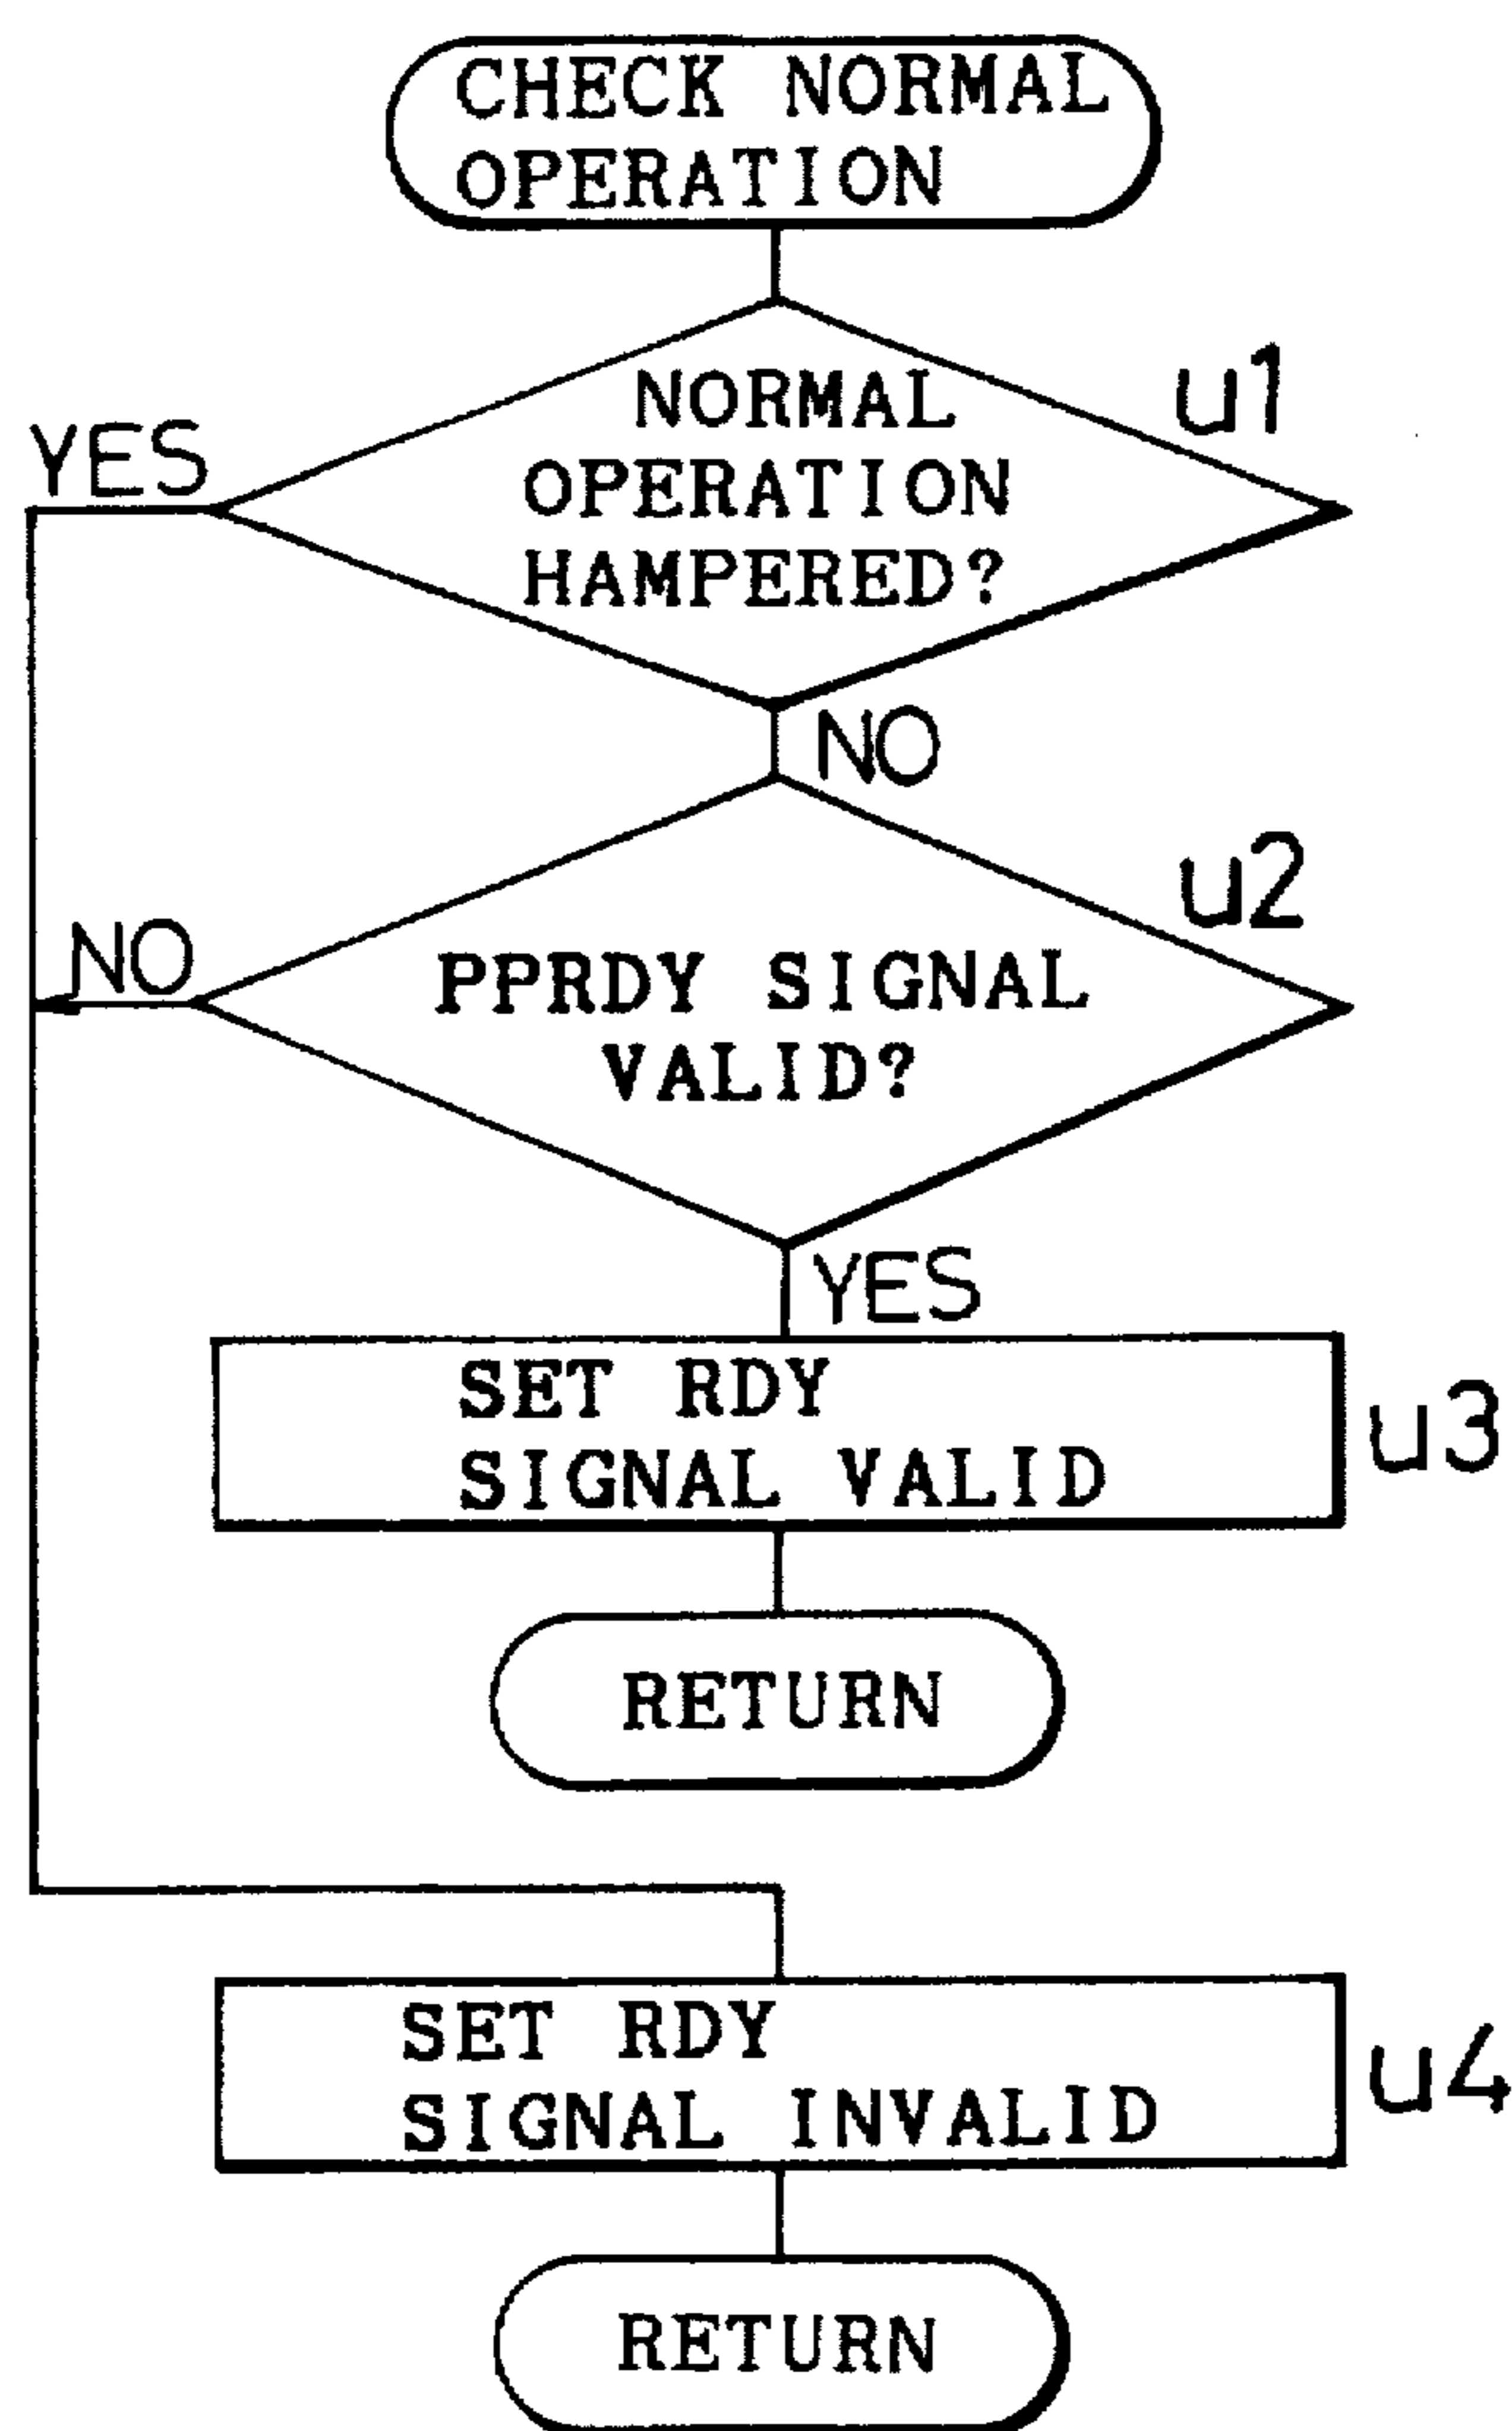 CHECK NORMAL
OPERATION
u1
NORMAL
OPERATION
HAMPERED?
YES
NO
u2
NO
PPRDY SIGNAL
VALID?
YES
SET RDY
SIGNAL VALID
u3
RETURN
SET RDY
SIGNAL INVALID
u4
RETURN